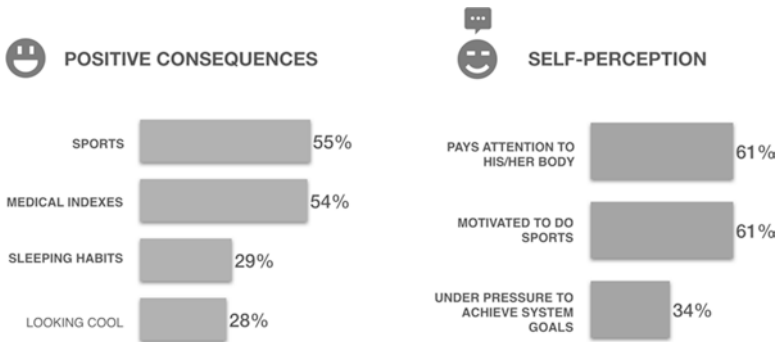 POSITIVE CONSEQUENCES
SPORTS
55%
MEDICAL INDEXES
54%
SLEEPING HABITS
29%
LOOKING COOL
28%
SELF-PERCEPTION
PAYS ATTENTION TO
HIS/HER BODY
61%
MOTIVATED TO DO
SPORTS
61%
UNDER PRESSURE TO
ACHIEVE SYSTEM
GOALS
34%